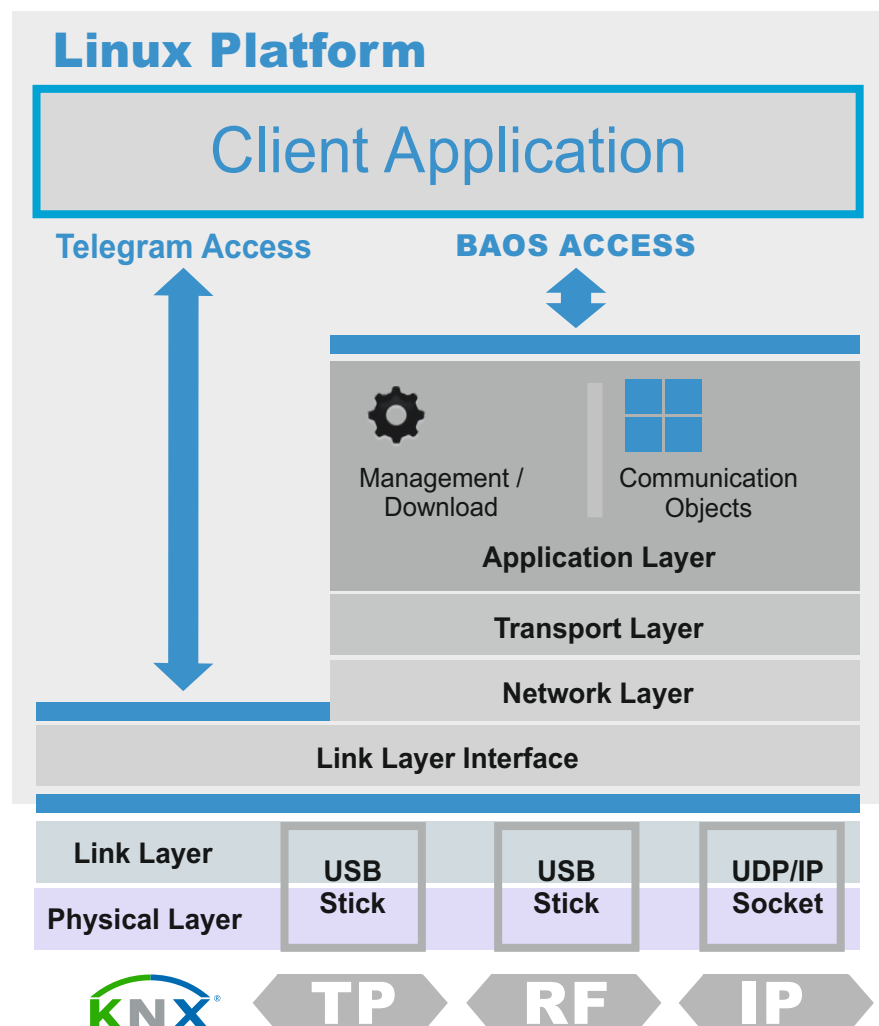 Linux Platform
Client Application
Telegram Access
BAOS ACCESS
Management /
Download
Communication
Objects
Application Layer
Transport Layer
Network Layer
Link Layer Interface
Link Layer
Physical Layer
USB
Stick
USB
Stick
UDP/IP
Socket
KNX®
TP
RF
IP